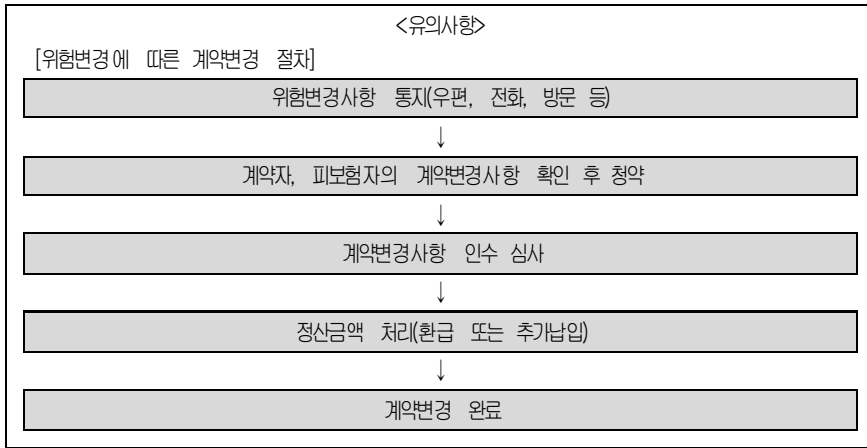 <유의사항>
[위험변경에 따른 계약변경 절차]
위험변경사항 통지(우편, 전화, 방문 등)
↓
계약자, 피보험자의 계약변경사항 확인 후 청약
↓
계약변경사항 인수 심사
↓
정산금액 처리(환급 또는 추가납입)
↓
계약변경 완료